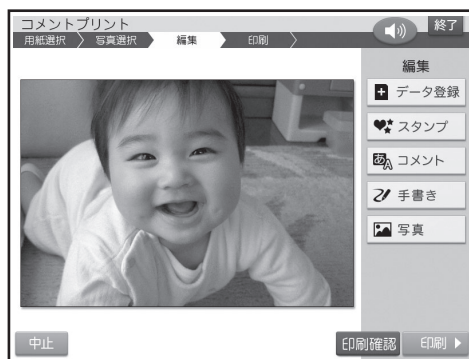 コメントプリント
終了
用紙選択 写真選択 編集 印刷
編集
データ登録
スタンプ
あA コメント
手書き
写真
中止
印刷確認
印刷